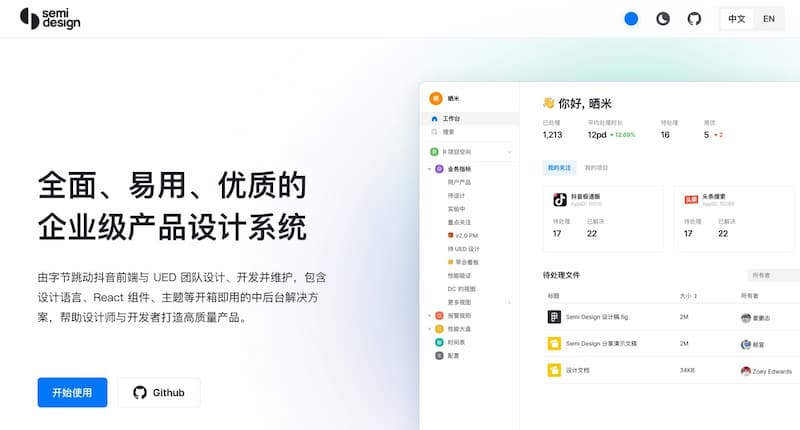 semi
design
中文
EN
全面、易用、优质的
企业级产品设计系统
由字节跳动抖音前端与 UED 团队设计、开发并维护，包含
设计语言、React 组件、主题等开箱即用的中后台解决方
案，帮助设计师与开发者打造高质量产品。
开始使用
Github
晒米
工作台
搜索
R 项目空间
业务指标
用户产品
待设计
实验中
重点关注
v2.0 PM
待 UED 设计
早会看板
性能验证
DC 的视图
更多视图
报警规则
性能大盘
时间表
配置
👋 你好, 晒米
已处理
平均处理时长
待处理
1,213
12pd
12.69%
16
5
2
我的关注
我的项目
抖音极速版
头条
头条搜索
待处理
已解决
待处理
已解决
17
22
17
22
待处理文件
所有者
标题
大小
所有者
Semi Design 设计稿.fig
2M
Semi Design 分享演示文稿
2M
设计文档
34KB
Zoey Edwards